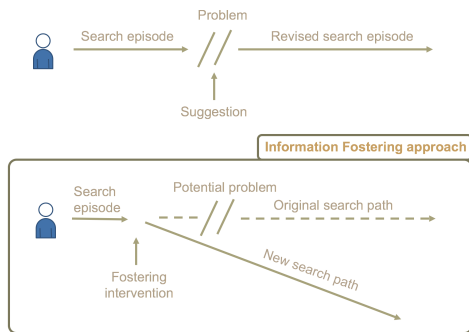 Problem
Search episode
Revised search episode
Suggestion
Information Fostering approach
Search
episode
Potential problem
Original search path
Fostering
intervention
New search path